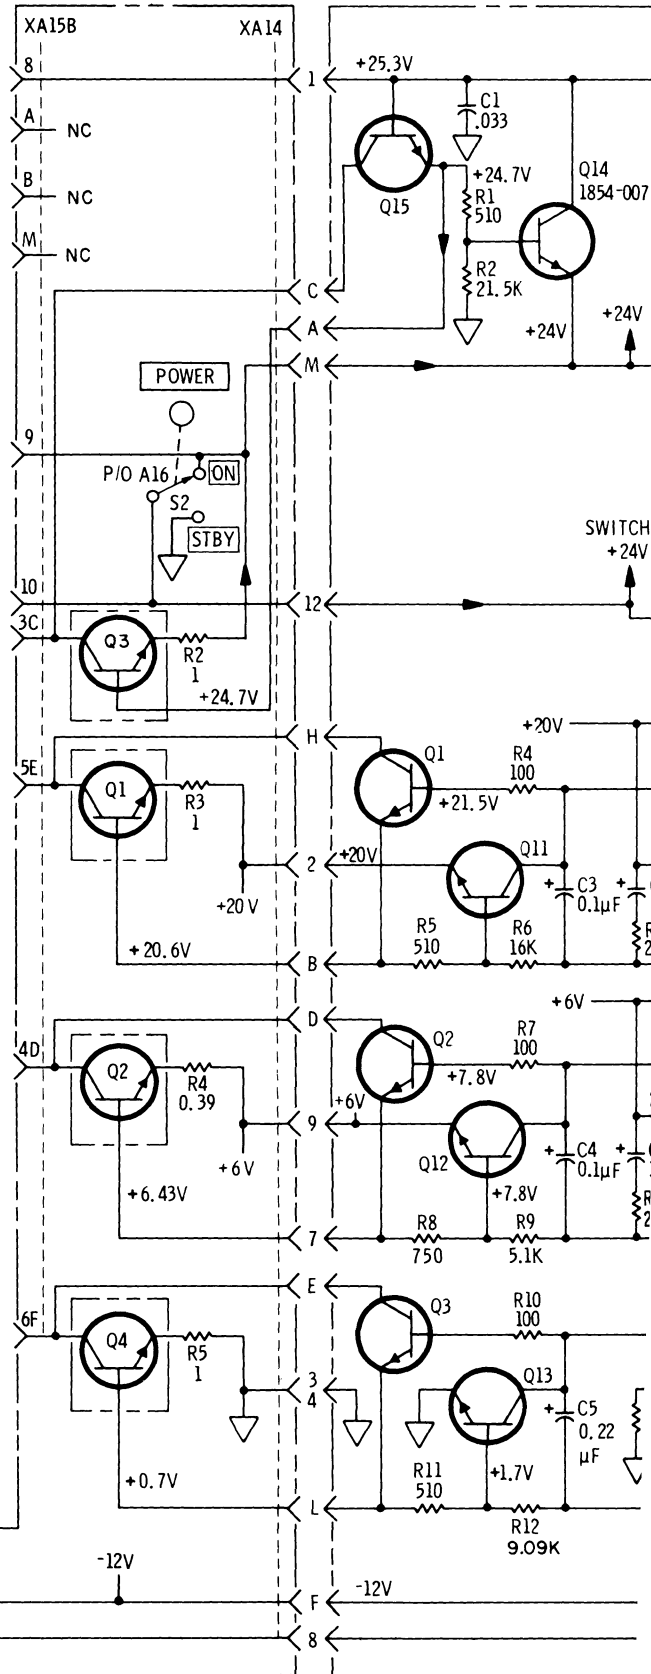 XA15B
XA14
8
1
+25.3V
C1
.033
A
NC
Q14
1854-007
Q15
+24.7V
R1
510
B
NC
M
NC
R2
21.5K
C
A
+24V
+24V
M
POWER
9
P/O A16
ON
S2
STBY
SWITCH
+24V
10
12
3C
Q3
R2
1
+24.7V
H
+20V
5E
Q1
R3
1
Q1
R4
100
+21.5V
2
+20V
Q11
+
C3
0.1µF
+
+20V
+20.6V
R5
510
R6
16K
B
D
+6V
4D
Q2
R4
0.39
Q2
R7
100
+7.8V
9
+6V
Q12
+
C4
0.1µF
+
+6V
+6.43V
+7.8V
7
R8
750
R9
5.1K
E
6F
Q4
R5
1
Q3
R10
100
3
4
Q13
+
C5
0.22
µF
+0.7V
R11
510
+1.7V
L
R12
9.09K
-12V
F
-12V
8